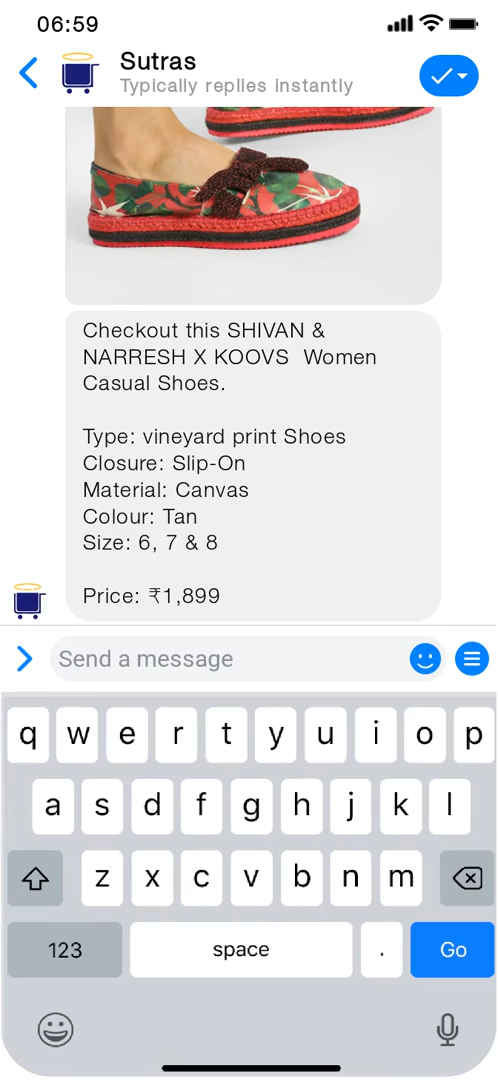 06:59
Sutras
Typically replies instantly
Checkout this SHIVAN &
NARRESH X KOOVS Women
Casual Shoes.
Type: vineyard print Shoes
Closure: Slip-On
Material: Canvas
Colour: Tan
Size: 6, 7 & 8
Price: ₹1,899
Send a message
q w e r t y u i o p
a s d f g h j k l
z x c v b n m
123 space . Go